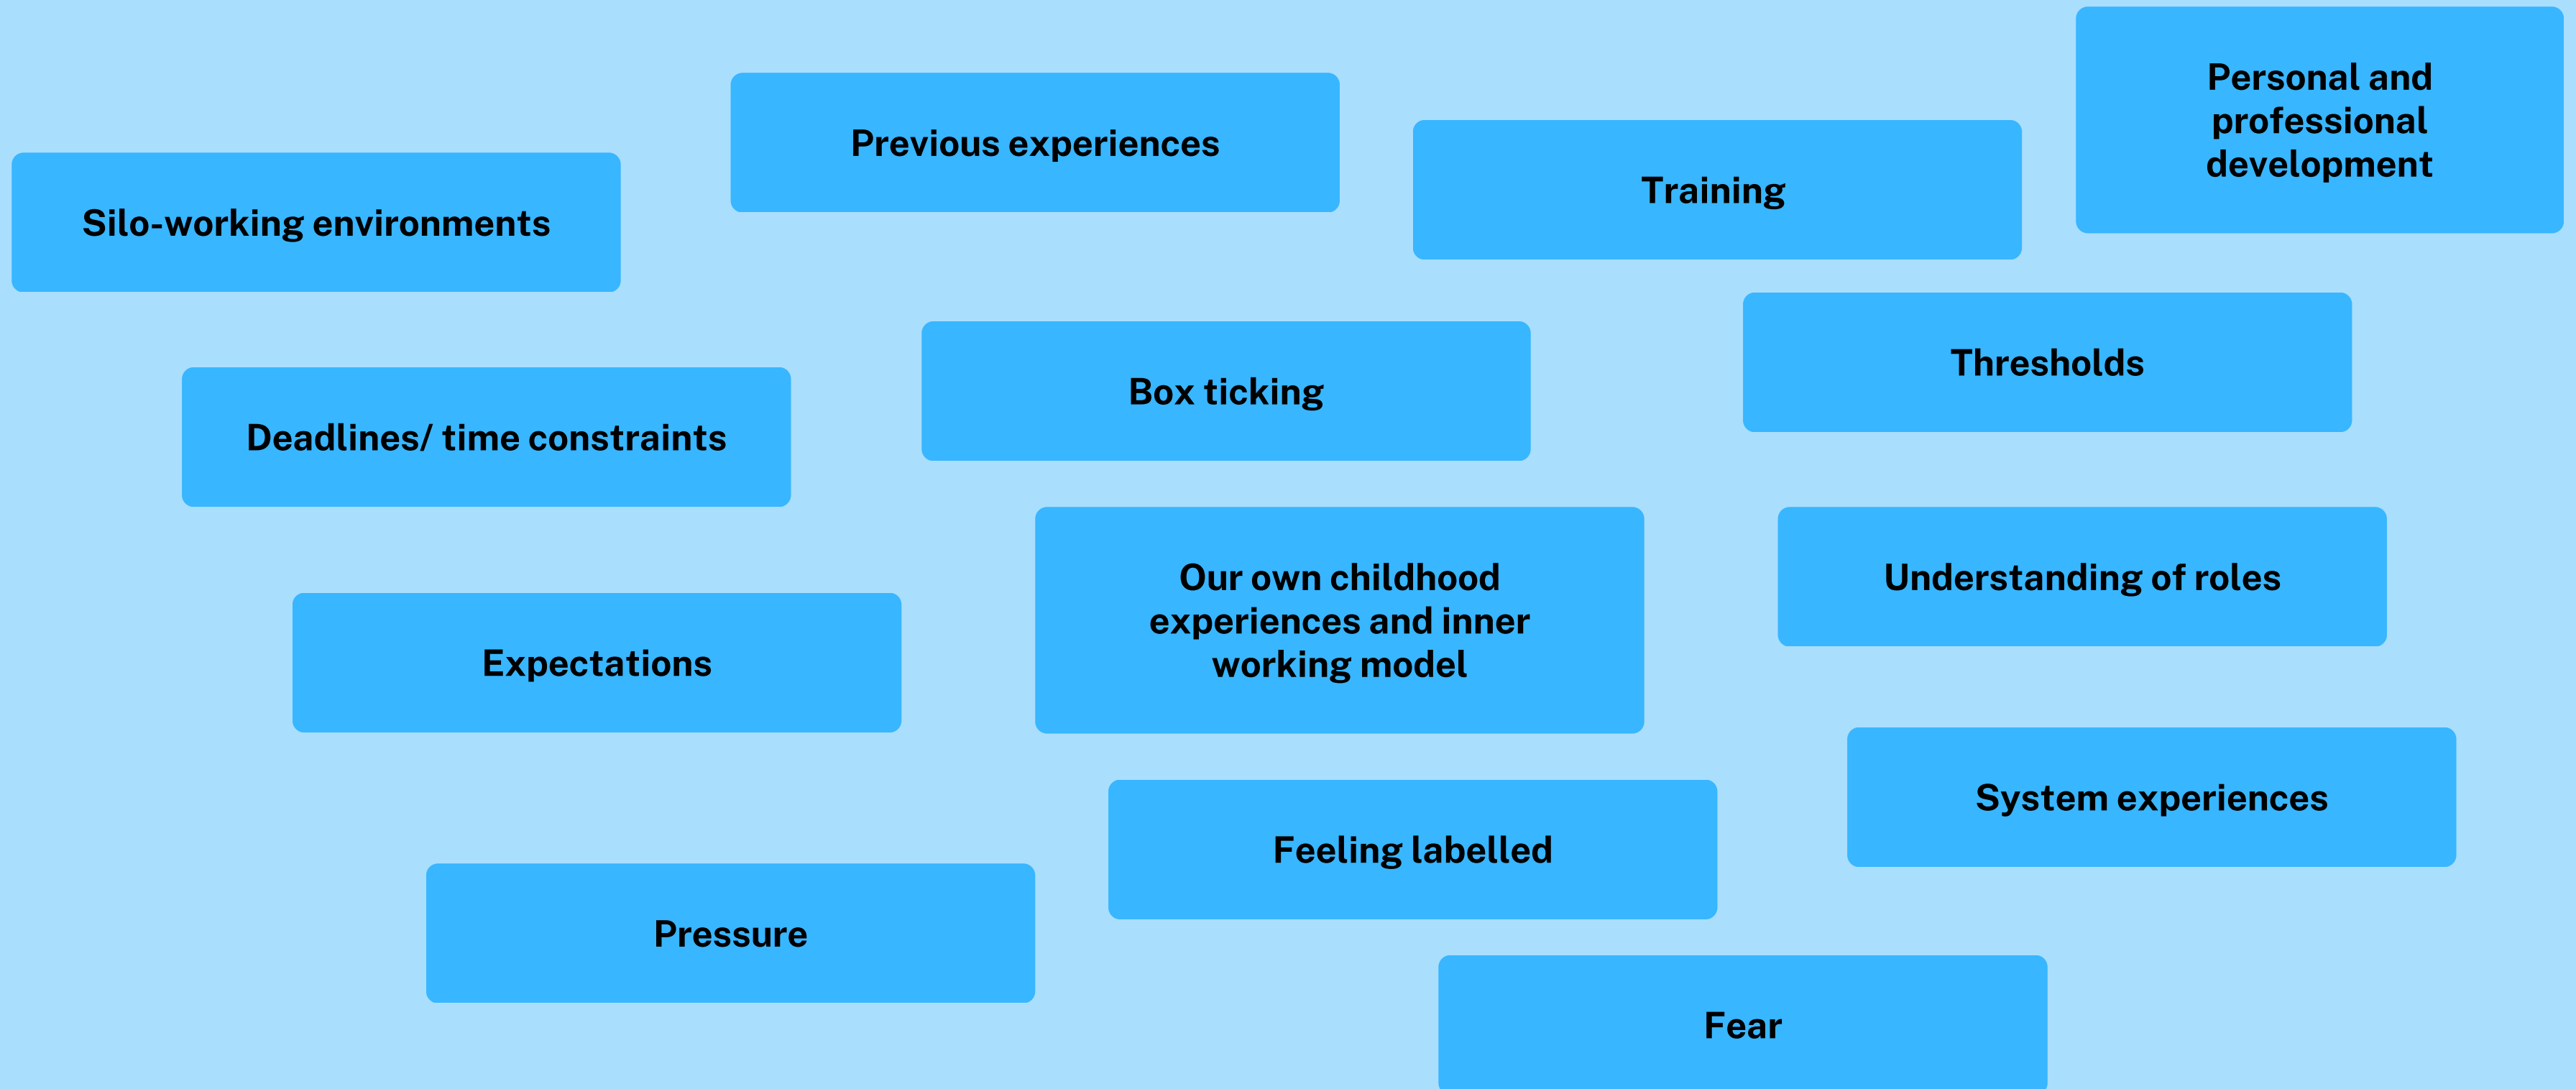 Personal and
professional
development
Previous experiences
Training
Silo-working environments
Thresholds
Box ticking
Deadlines/ time constraints
Our own childhood
experiences and inner
working model
Understanding of roles
Expectations
System experiences
Feeling labelled
Pressure
Fear